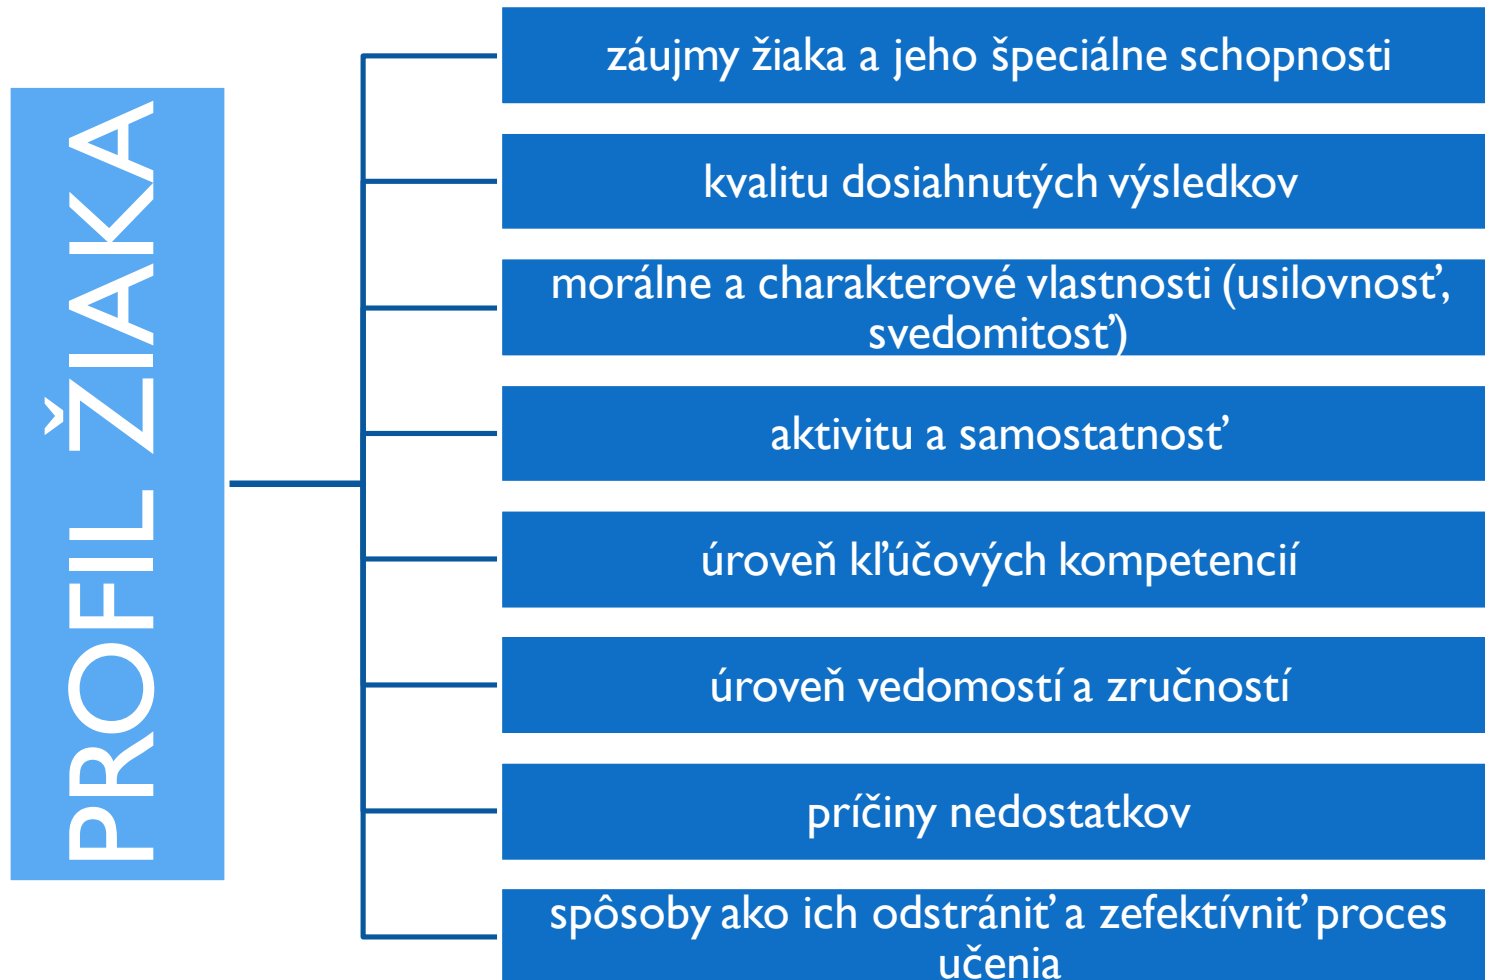 PROFIL ŽIAKA
záujmy žiaka a jeho špeciálne schopnosti
kvalitu dosiahnutých výsledkov
morálne a charakterové vlastnosti (usilovnosť,
svedomitosť)
aktivitu a samostatnosť
úroveň kľúčových kompetencií
úroveň vedomostí a zručností
príčiny nedostatkov
spôsoby ako ich odstrániť a zefektívniť proces
učenia